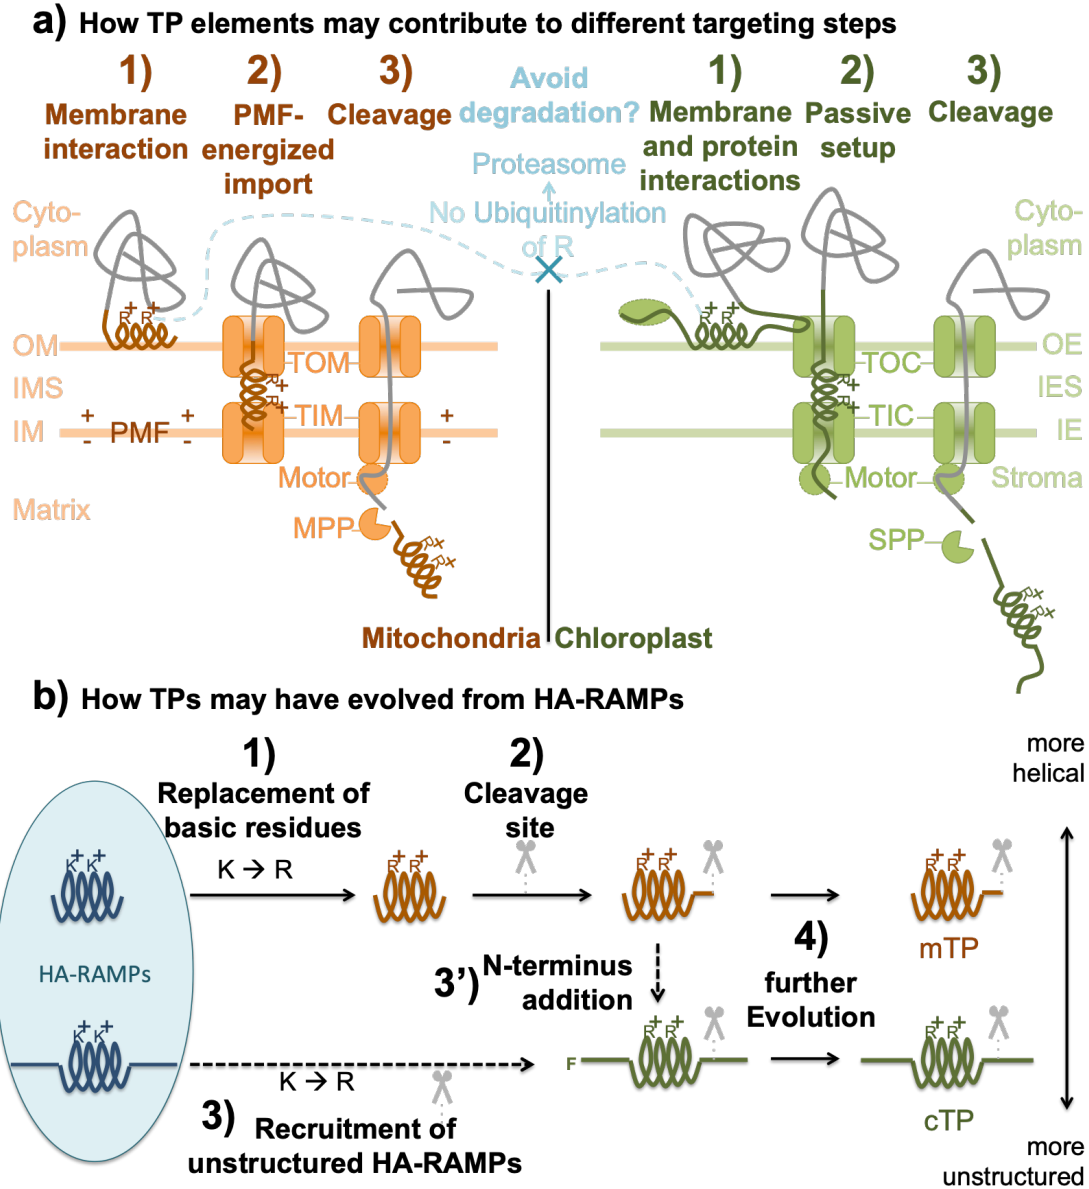 a) How TP elements may contribute to different targeting steps
1)
Membrane
interaction
2)
PMF-
energized
import
3)
Cleavage
Avoid
degradation?
Proteasome
No Ubiquitinylation
of R
1)
Membrane
and protein
interactions
2)
Passive
setup
3)
Cleavage
Cyto-
plasm
Cyto-
plasm
R+ R+
R+
R+
R+ R+
R+
R+
OM
IMS
IM
TOM
TIM
+ +
- PMF -
+
-
Motor
Matrix
MPP
R+
R+
TOC
TIC
OE
IES
IE
Motor
Stroma
SPP
R+
R+
Mitochondria
Chloroplast
b) How TPs may have evolved from HA-RAMPs
1)
Replacement of
basic residues
K → R
2)
Cleavage
site
more
helical
K+ K+
R+ R+
R+ R+
R+ R+
mTP
HA-RAMPs
3’) N-terminus
addition
4)
further
Evolution
K+ K+
K → R
3) Recruitment of
unstructured HA-RAMPs
F
R+ R+
R+ R+
cTP
more
unstructured